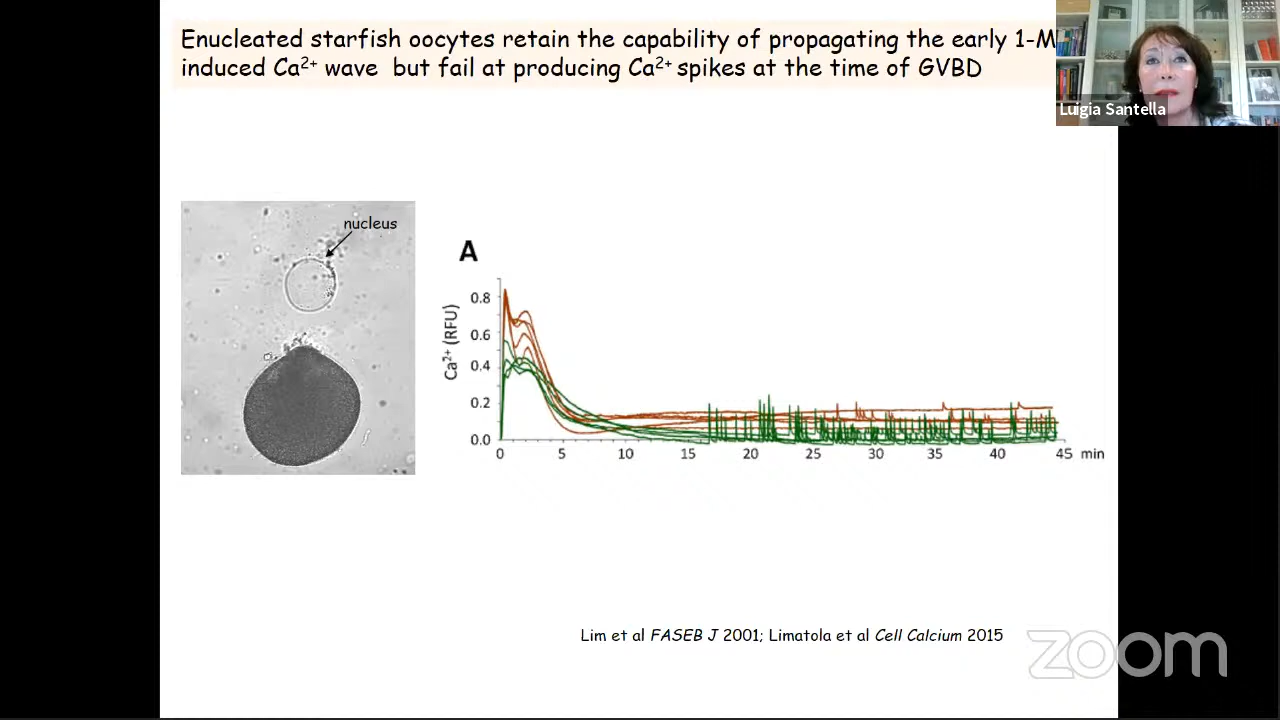 Enucleated starfish oocytes retain the capability of propagating the early 1-M
induced Ca²⁺ wave but fail at producing Ca²⁺ spikes at the time of GVBD
Luigia Santella
nucleus
A
Ca²⁺ (RFU)
0.8
0.6
0.4
0.2
0.0
0 5 10 15 20 25 30 35 40 45 min
Lim et al FASEB J 2001; Limatola et al Cell Calcium 2015
zoom